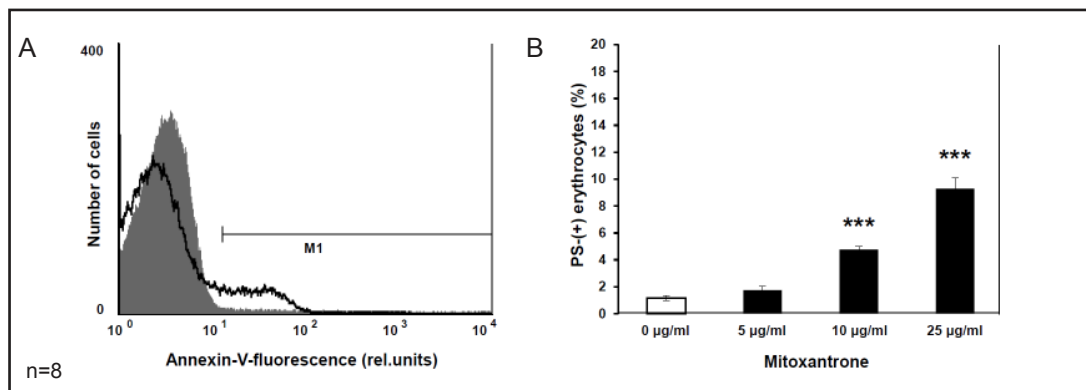 A
400
Number of cells
M1
0
10^0 10^1 10^2 10^3 10^4
Annexin-V-fluorescence (rel.units)
n=8
B
PS-(+) erythrocytes (%)
20
18
16
14
12
10
8
6
4
2
0
***
***
0 µg/ml 5 µg/ml 10 µg/ml 25 µg/ml
Mitoxantrone